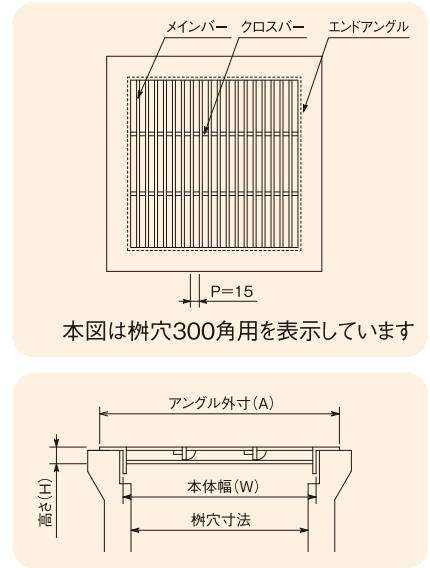 メインバー クロスバー エンドアングル
P=15
本図は桝穴300角用を表示しています
アングル外寸(A)
高さ(H)
本体幅(W)
桝穴寸法